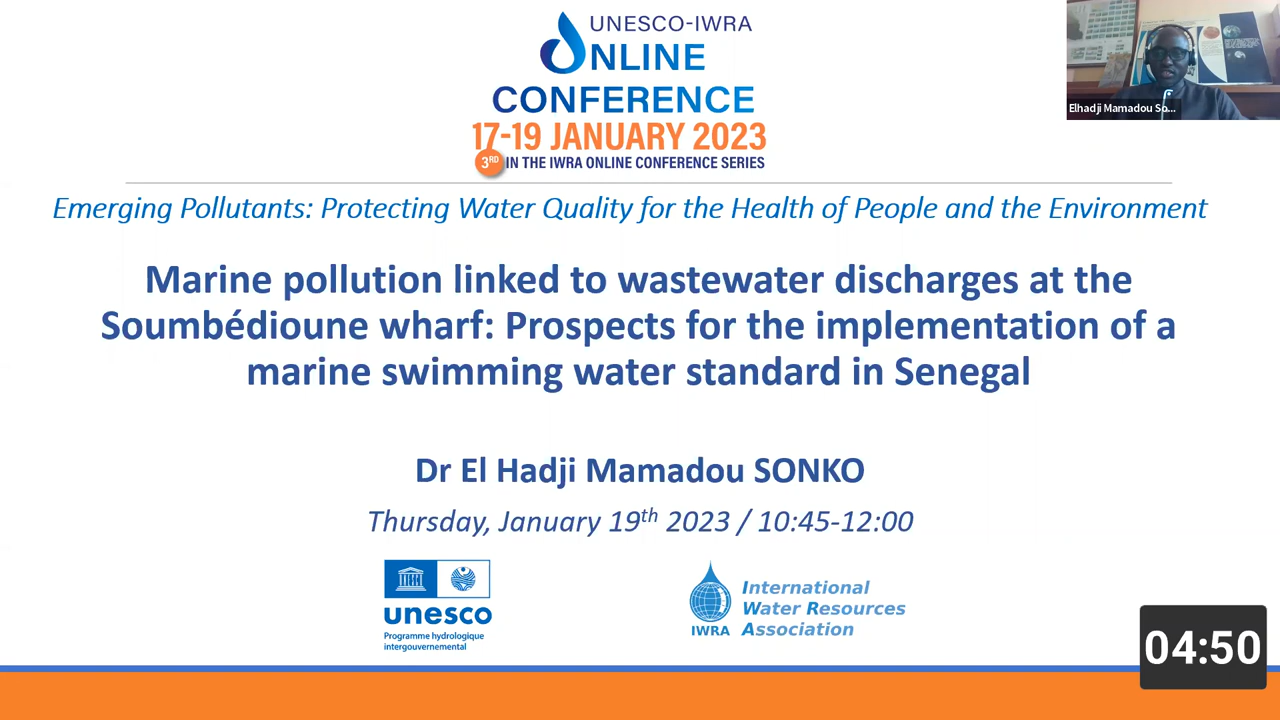 UNESCO-IWRA
ONLINE
CONFERENCE
17-19 JANUARY 2023
3RD IN THE IWRA ONLINE CONFERENCE SERIES
Elhadji Mamadou So...
Emerging Pollutants: Protecting Water Quality for the Health of People and the Environment
Marine pollution linked to wastewater discharges at the
Soumbédioune wharf: Prospects for the implementation of a
marine swimming water standard in Senegal
Dr El Hadji Mamadou SONKO
Thursday, January 19th 2023 / 10:45-12:00
unesco
Programme hydrologique
intergouvernemental
IWRA
International
Water Resources
Association
04:50